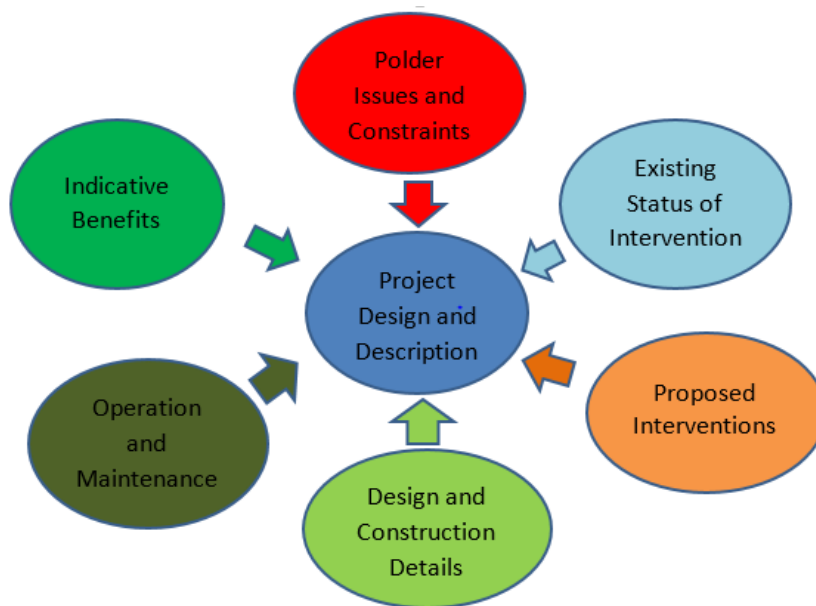 Polder
Issues and
Constraints
Indicative
Benefits
Existing
Status of
Intervention
Project
Design and
Description
Operation
and
Maintenance
Proposed
Interventions
Design and
Construction
Details